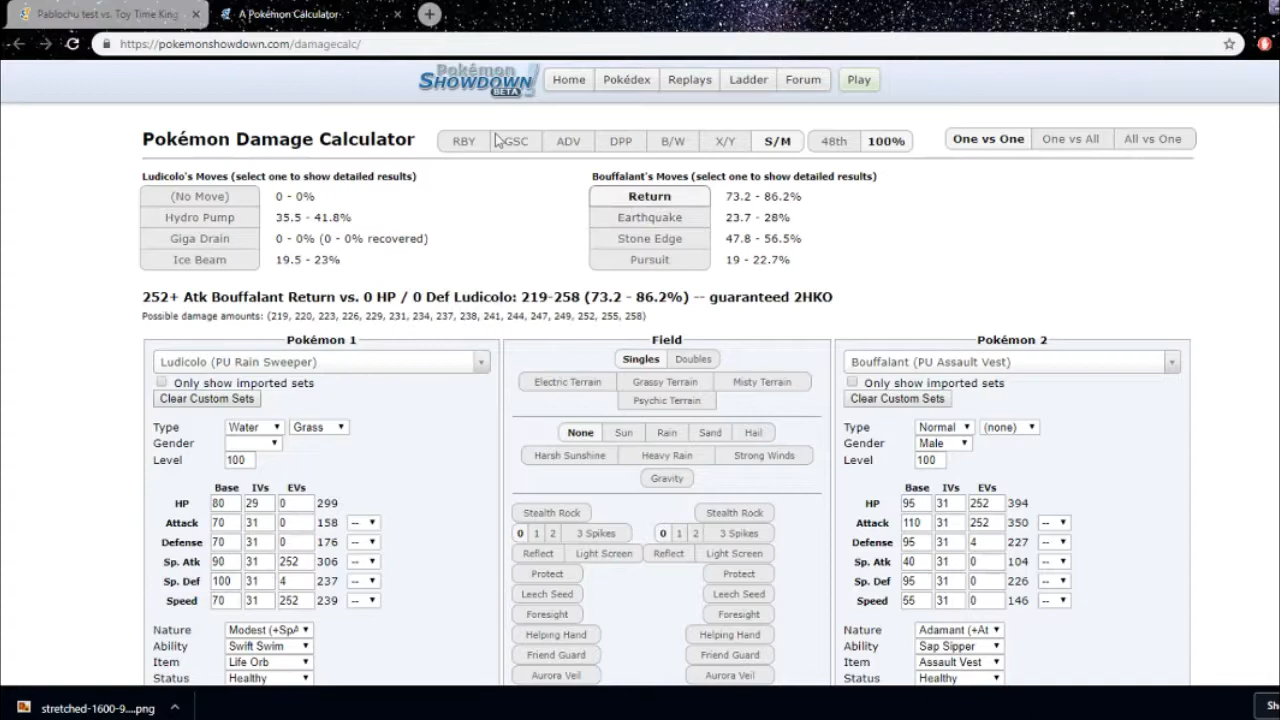 Pablochu test vs. Toy Time King
A Pokémon Calculator
https://pokemonshowdown.com/damagecalc/
Pokémon SHOWDOWN BETA Home Pokédex Replays Ladder Forum Play
Pokémon Damage Calculator RBY GSC ADV DPP B/W X/Y S/M 48th 100% One vs One One vs All All vs One
Ludicolo's Moves (select one to show detailed results) Bouffalant's Moves (select one to show detailed results)
(No Move) 0 - 0% Return 73.2 - 86.2%
Hydro Pump 35.5 - 41.8% Earthquake 23.7 - 28%
Giga Drain 0 - 0% (0 - 0% recovered) Stone Edge 47.8 - 56.5%
Ice Beam 19.5 - 23% Pursuit 19 - 22.7%
252+ Atk Bouffalant Return vs. 0 HP / 0 Def Ludicolo: 219-258 (73.2 - 86.2%) -- guaranteed 2HKO
Possible damage amounts: (219, 220, 223, 226, 229, 231, 234, 237, 238, 241, 244, 247, 249, 252, 255, 258)
Pokémon 1
Ludicolo (PU Rain Sweeper)
Only show imported sets
Clear Custom Sets
Type Water Grass
Gender
Level 100
Base IVs EVs
HP 80 29 0 299
Attack 70 31 0 158 --
Defense 70 31 0 176 --
Sp. Atk 90 31 252 306 --
Sp. Def 100 31 4 237 --
Speed 70 31 252 239 --
Nature Modest (+SpA
Ability Swift Swim
Item Life Orb
Status Healthy
Field
Singles Doubles
Electric Terrain Grassy Terrain Misty Terrain
Psychic Terrain
None Sun Rain Sand Hail
Harsh Sunshine Heavy Rain Strong Winds
Gravity
Stealth Rock Stealth Rock
0 1 2 3 Spikes 0 1 2 3 Spikes
Reflect Light Screen Reflect Light Screen
Protect Protect
Leech Seed Leech Seed
Foresight Foresight
Helping Hand Helping Hand
Friend Guard Friend Guard
Aurora Veil Aurora Veil
Pokémon 2
Bouffalant (PU Assault Vest)
Only show imported sets
Clear Custom Sets
Type Normal (none)
Gender Male
Level 100
Base IVs EVs
HP 95 31 252 394
Attack 110 31 252 350 --
Defense 95 31 4 227 --
Sp. Atk 40 31 0 104 --
Sp. Def 95 31 0 226 --
Speed 55 31 0 146 --
Nature Adamant (+At
Ability Sap Sipper
Item Assault Vest
Status Healthy
stretched-1600-9....png
Sh